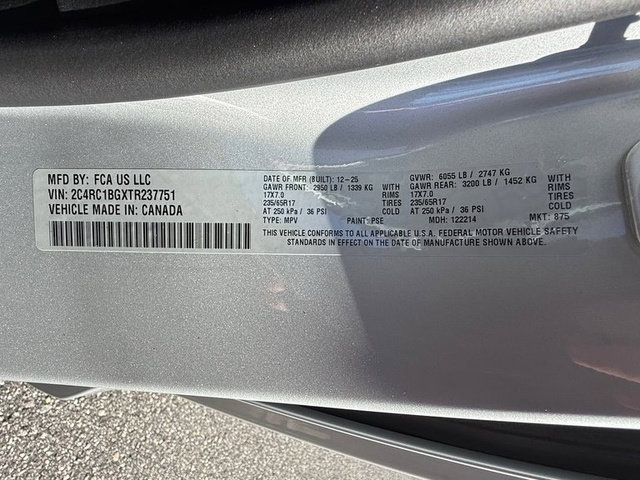 MFD BY: FCA US LLC
VIN: 2C4RC1BGXTR237751
VEHICLE MADE IN: CANADA
DATE OF MFR (BUILT): 12-25 GVWR: 6055 LB / 2747 KG
GAWR FRONT: 2950 LB / 1339 KG WITH GAWR REAR: 3200 LB / 1452 KG WITH
17X7.0 RIMS 17X7.0 RIMS
235/65R17 TIRES 235/65R17 TIRES
AT 250 kPa / 36 PSI COLD AT 250 kPa / 36 PSI COLD
TYPE: MPV PAINT: PSE MDH: 122214 MKT: 875
THIS VEHICLE CONFORMS TO ALL APPLICABLE U.S.A. FEDERAL MOTOR VEHICLE SAFETY
STANDARDS IN EFFECT ON THE DATE OF MANUFACTURE SHOWN ABOVE.